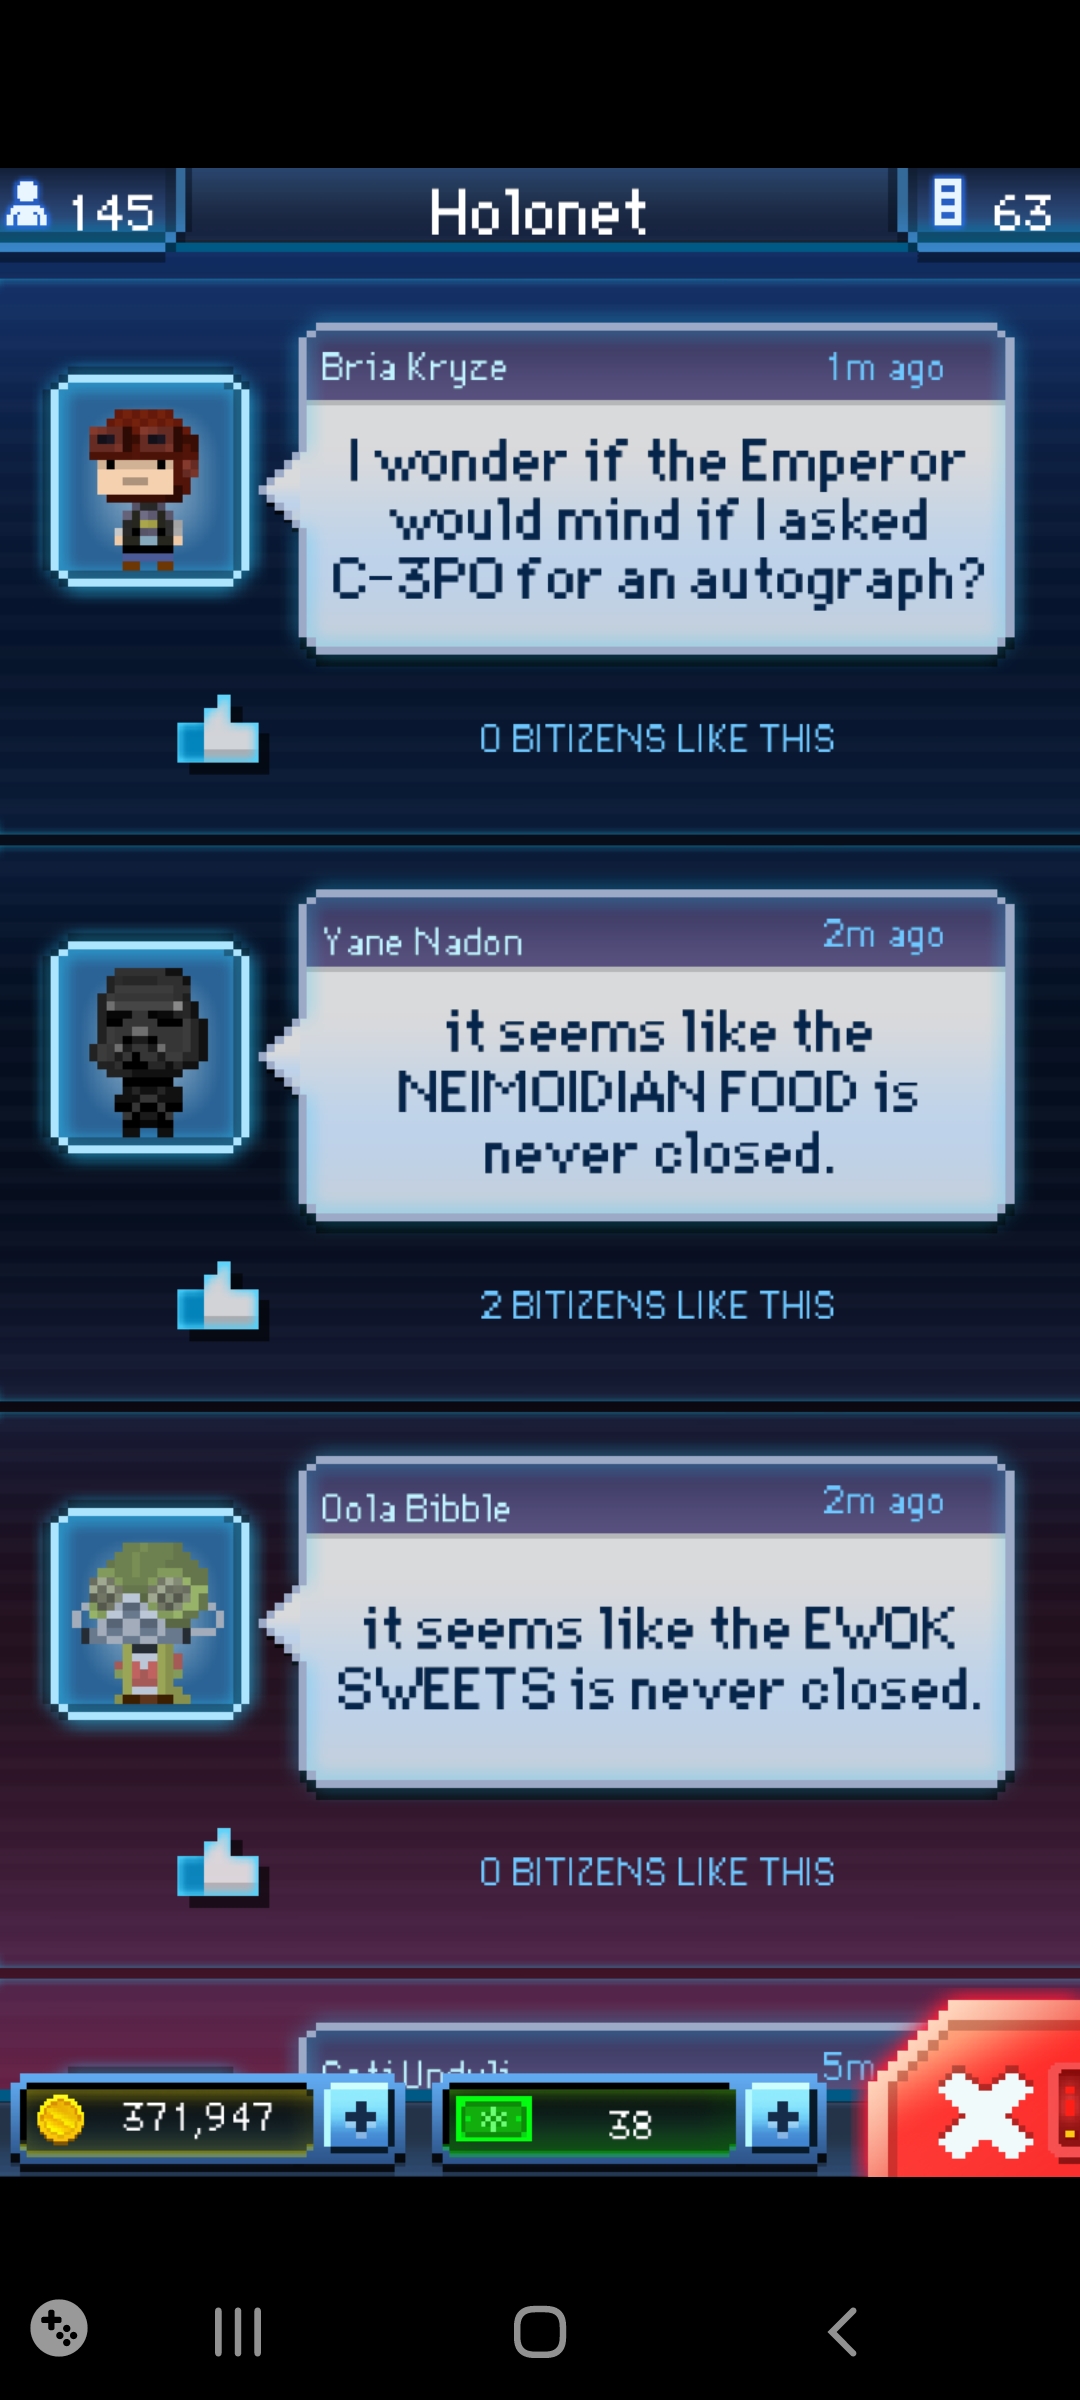 145 Holonet 63
Bria Kryze 1m ago
I wonder if the Emperor
would mind if I asked
C-3PO for an autograph?
0 BITIZENS LIKE THIS
Yane Nadon 2m ago
it seems like the
NEIMOIDIAN FOOD is
never closed.
2 BITIZENS LIKE THIS
Oola Bibble 2m ago
it seems like the EWOK
SWEETS is never closed.
0 BITIZENS LIKE THIS
Unduli 5m
371,947 38